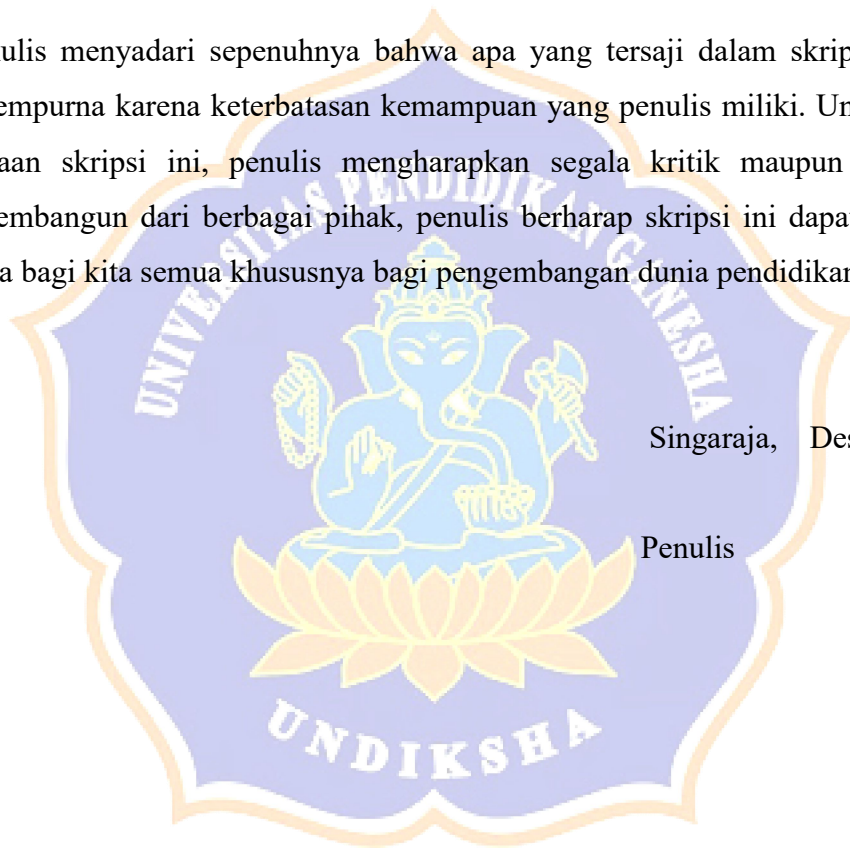 ulis menyadari sepenuhnya bahwa apa yang tersaji dalam skrip
empurna karena keterbatasan kemampuan yang penulis miliki. Un
aan skripsi ini, penulis mengharapkan segala kritik maupun
embangun dari berbagai pihak, penulis berharap skripsi ini dapa
a bagi kita semua khususnya bagi pengembangan dunia pendidikan
UNIVERSITAS PENDIDIKAN GANESHA
Singaraja, Des
Penulis
UNDIKSHA